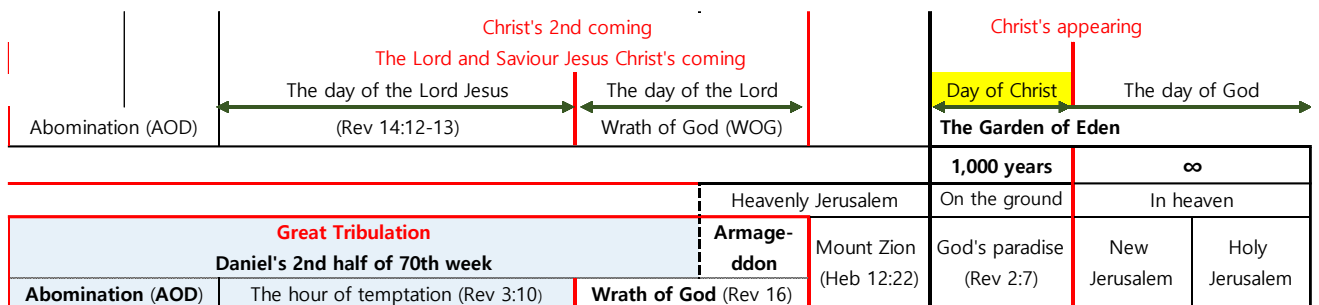 Christ's 2nd coming
Christ's appearing
The Lord and Saviour Jesus Christ's coming
The day of the Lord Jesus
The day of the Lord
Day of Christ
The day of God
Abomination (AOD)
(Rev 14:12-13)
Wrath of God (WOG)
The Garden of Eden
1,000 years
∞
Heavenly Jerusalem
On the ground
In heaven
Great Tribulation
Daniel's 2nd half of 70th week
Armage-
ddon
Mount Zion
(Heb 12:22)
God's paradise
(Rev 2:7)
New
Jerusalem
Holy
Jerusalem
Abomination (AOD)
The hour of temptation (Rev 3:10)
Wrath of God (Rev 16)